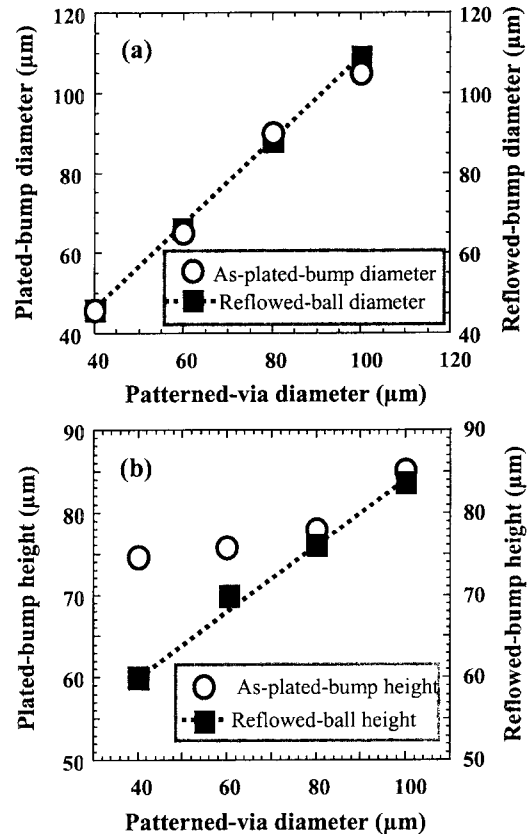 (a)
Plated-bump diameter (μm)
Reflowed-bump diameter (μm)
120
100
80
60
40
120
100
80
60
40
As-plated-bump diameter
Reflowed-ball diameter
40 60 80 100 120
Patterned-via diameter (μm)
(b)
Plated-bump height (μm)
Reflowed-bump height (μm)
90
80
70
60
50
90
80
70
60
50
As-plated-bump height
Reflowed-ball height
40 60 80 100
Patterned-via diameter (μm)